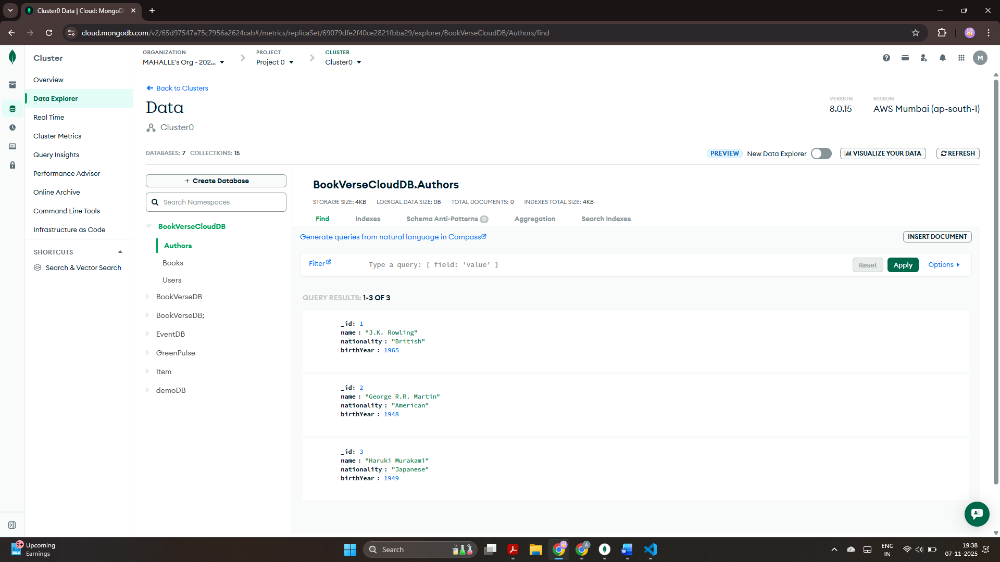 Cluster0 Data | Cloud: MongoD
cloud.mongodb.com/v2/65d97547a75c7956a2624cab#/metrics/replicaSet/69079dfe2f40ce2821fbba29/explorer/BookVerseCloudDB/Authors/find
Cluster
ORGANIZATION
MAHALLE's Org - 202...
PROJECT
Project 0
CLUSTER
Cluster0
M
Overview
Data Explorer
Real Time
Cluster Metrics
Query Insights
Performance Advisor
Online Archive
Command Line Tools
Infrastructure as Code
SHORTCUTS
Search & Vector Search
Back to Clusters
Data
Cluster0
VERSION
8.0.15
REGION
AWS Mumbai (ap-south-1)
DATABASES: 7 COLLECTIONS: 15
PREVIEW New Data Explorer
VISUALIZE YOUR DATA
REFRESH
+ Create Database
Search Namespaces
BookVerseCloudDB
Authors
Books
Users
BookVerseDB
BookVerseDB;
EventDB
GreenPulse
Item
demoDB
BookVerseCloudDB.Authors
STORAGE SIZE: 4KB LOGICAL DATA SIZE: 0B TOTAL DOCUMENTS: 0 INDEXES TOTAL SIZE: 4KB
Find Indexes Schema Anti-Patterns 0 Aggregation Search Indexes
Generate queries from natural language in Compass
INSERT DOCUMENT
Filter
Type a query: { field: 'value' }
Reset
Apply
Options
QUERY RESULTS: 1-3 OF 3
_id: 1
name : "J.K. Rowling"
nationality : "British"
birthYear : 1965
_id: 2
name : "George R.R. Martin"
nationality : "American"
birthYear : 1948
_id: 3
name : "Haruki Murakami"
nationality : "Japanese"
birthYear : 1949
9+
Upcoming
Earnings
Search
A
W
ENG
IN
19:38
07-11-2025